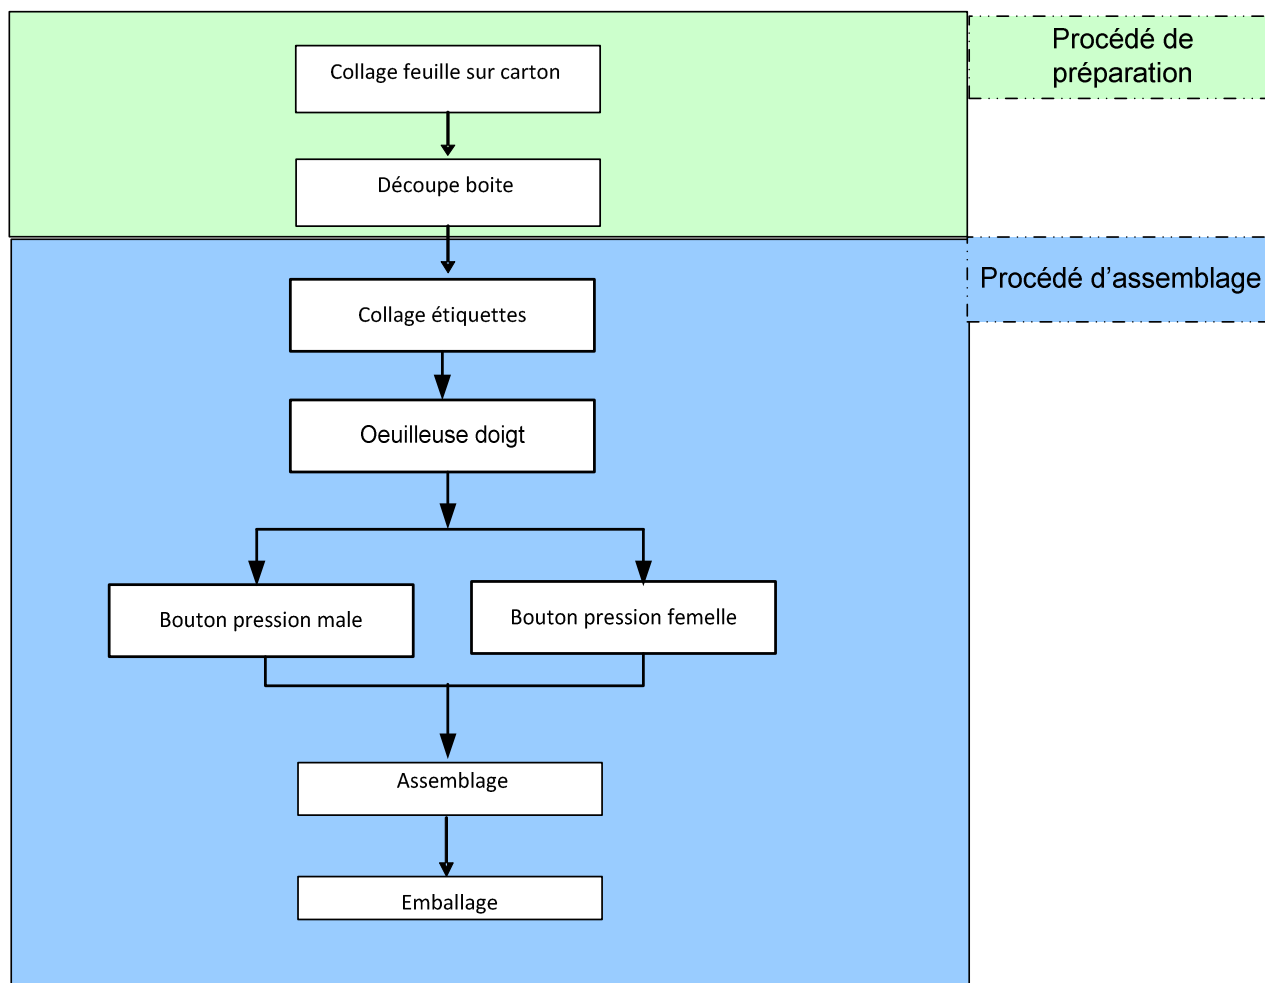 Procédé de
préparation
Collage feuille sur carton
Découpe boite
Procédé d'assemblage
Collage étiquettes
Oeuilleuse doigt
Bouton pression male
Bouton pression femelle
Assemblage
Emballage